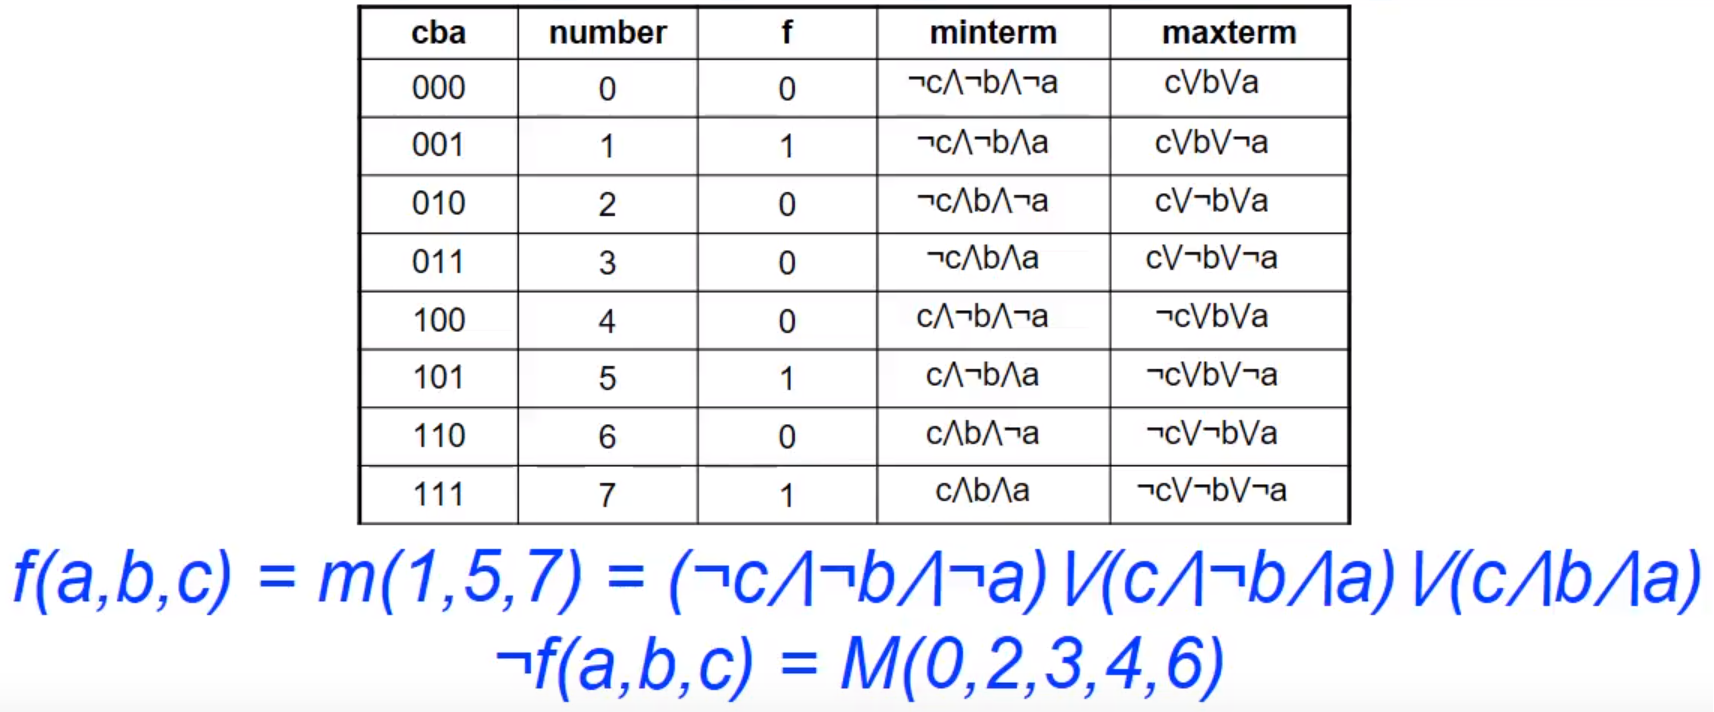 cba number f minterm maxterm
000 0 0 ¬c⋀¬b⋀¬a c⋁b⋁a
001 1 1 ¬c⋀¬b⋀a c⋁b⋁¬a
010 2 0 ¬c⋀b⋀¬a c⋁¬b⋁a
011 3 0 ¬c⋀b⋀a c⋁¬b⋁¬a
100 4 0 c⋀¬b⋀¬a ¬c⋁b⋁a
101 5 1 c⋀¬b⋀a ¬c⋁b⋁¬a
110 6 0 c⋀b⋀¬a ¬c⋁¬b⋁a
111 7 1 c⋀b⋀a ¬c⋁¬b⋁¬a
f(a,b,c) = m(1,5,7) = (¬c⋀¬b⋀¬a)⋁(c⋀¬b⋀a)⋁(c⋀b⋀a)
¬f(a,b,c) = M(0,2,3,4,6)